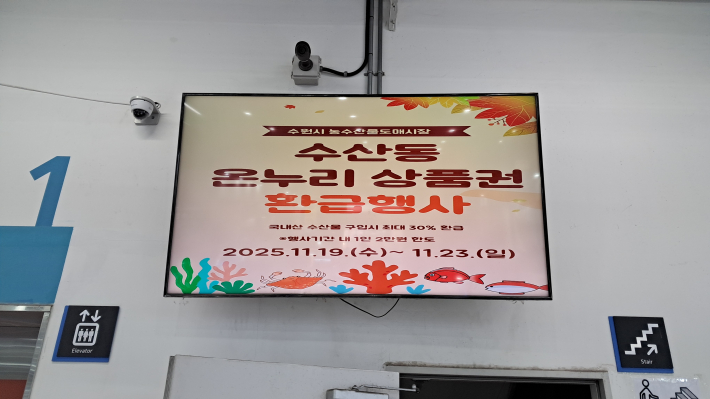 수원시 농수산물도매시장
수산동
온누리 상품권
환급행사
국내산 수산물 구입시 최대 30% 환급
*행사기간 내 1인 2만원 한도
2025.11.19.(수)~ 11.23.(일)
1
Elevator
Stair